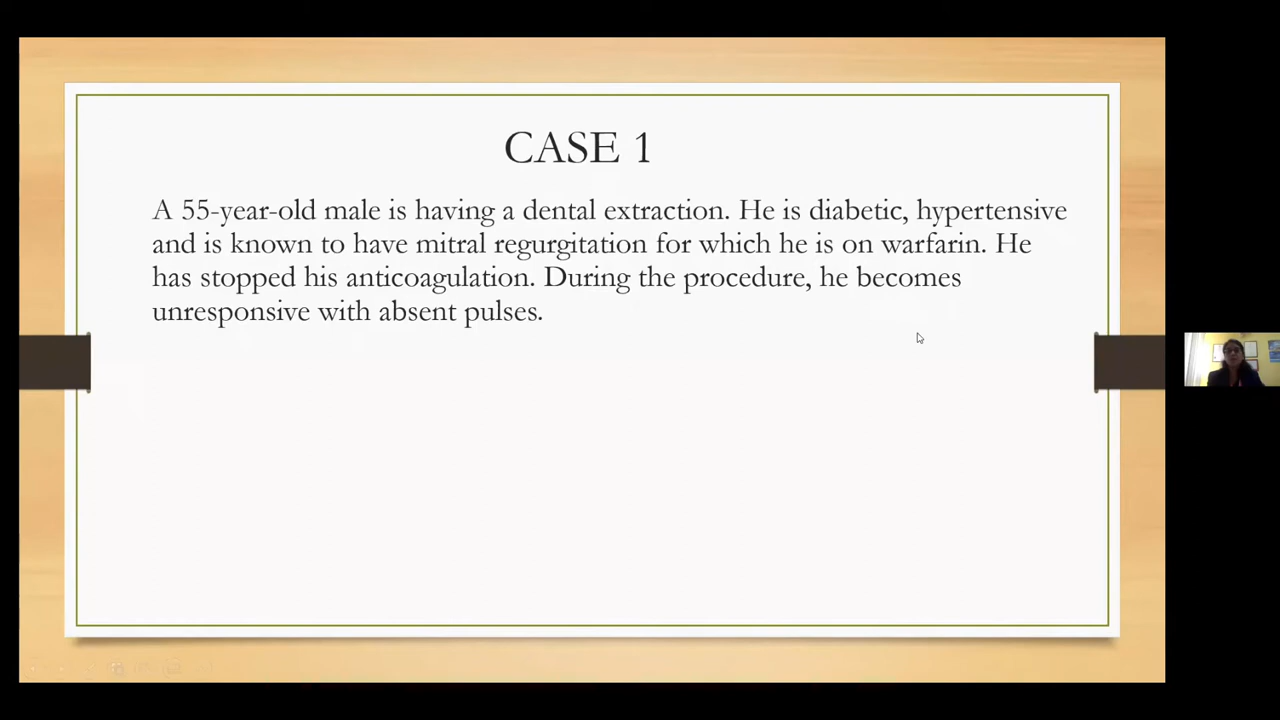 CASE 1
A 55-year-old male is having a dental extraction. He is diabetic, hypertensive
and is known to have mitral regurgitation for which he is on warfarin. He
has stopped his anticoagulation. During the procedure, he becomes
unresponsive with absent pulses.